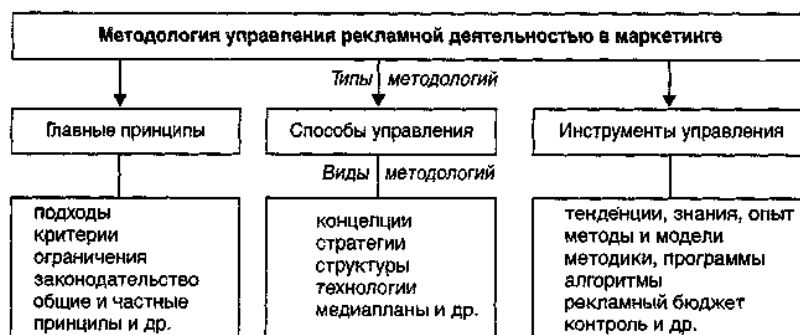 Методология управления рекламной деятельностью в маркетинге
Типы методологий
Главные принципы
Способы управления
Инструменты управления
Виды методологий
подходы
критерии
ограничения
законодательство
общие и частные
принципы и др.
концепции
стратегии
структуры
технологии
медиапланы и др.
тенденции, знания, опыт
методы и модели
методики, программы
алгоритмы
рекламный бюджет
контроль и др.